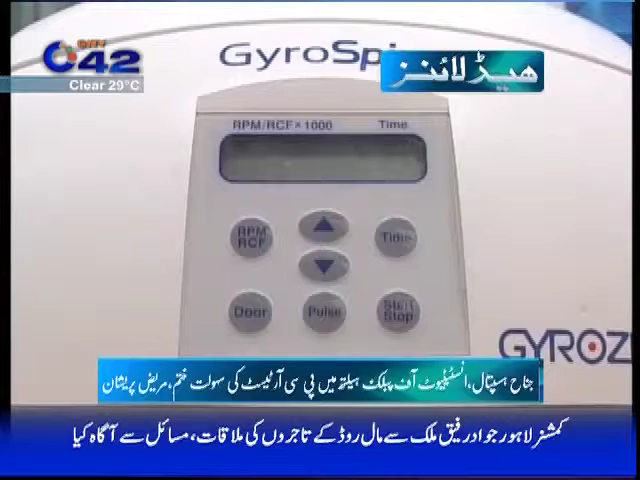 CITY 42
Clear 29°C
GyroSpi
ھیڈ لائنز
RPM/RCF×1000 Time
RPM RCF
Time
Door
Pulse
Start Stop
GYROZ
جناح ہسپتال، انسٹیٹیوٹ آف پبلک ہیلتھ میں پی سی آر ٹیسٹ کی سہولت ختم، مریض پریشان
کمشنر لاہور جواد رفیق ملک سے مال روڈ کے تاجروں کی ملاقات، مسائل سے آگاہ کیا